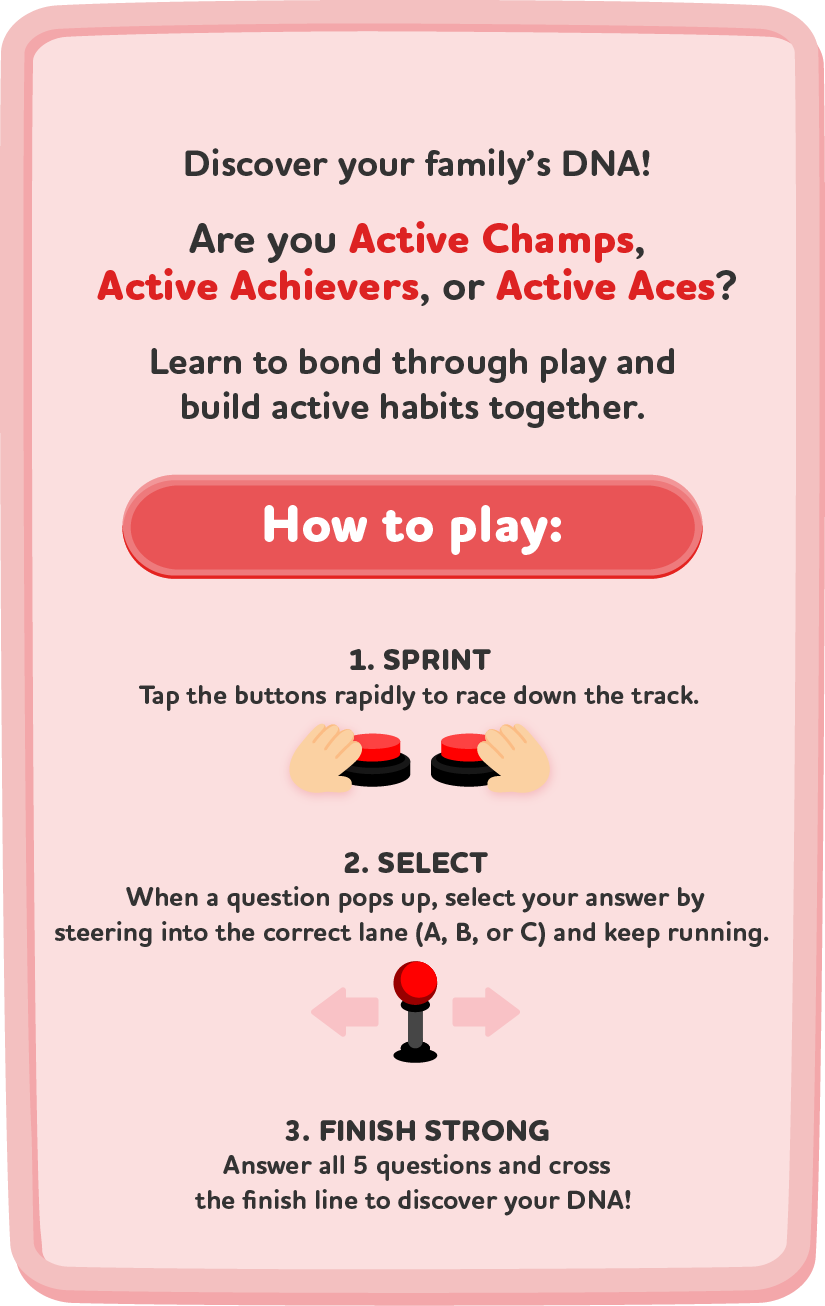 Discover your family’s DNA!
Are you Active Champs,
Active Achievers, or Active Aces?
Learn to bond through play and
build active habits together.
How to play:
1. SPRINT
Tap the buttons rapidly to race down the track.
2. SELECT
When a question pops up, select your answer by
steering into the correct lane (A, B, or C) and keep running.
3. FINISH STRONG
Answer all 5 questions and cross
the finish line to discover your DNA!